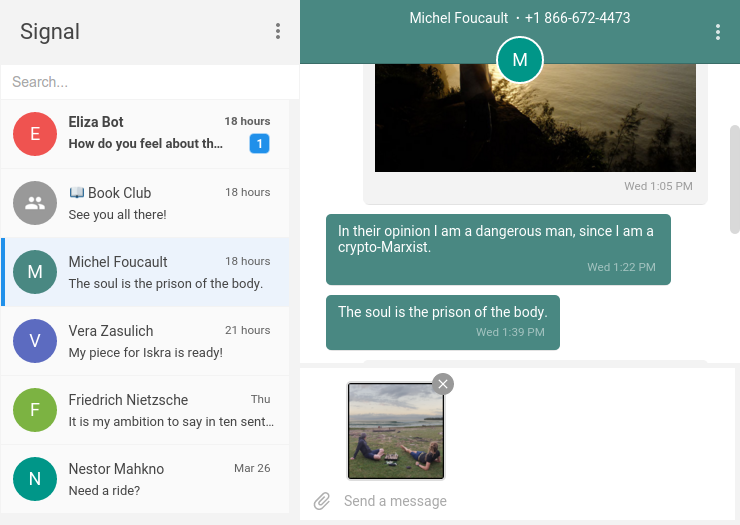 Signal
Search...
E
Eliza Bot
18 hours
How do you feel about th...
1
📖 Book Club
18 hours
See you all there!
M
Michel Foucault
18 hours
The soul is the prison of the body.
V
Vera Zasulich
21 hours
My piece for Iskra is ready!
F
Friedrich Nietzsche
Thu
It is my ambition to say in ten sent...
N
Nestor Mahkno
Mar 26
Need a ride?
Michel Foucault · +1 866-672-4473
M
Wed 1:05 PM
In their opinion I am a dangerous man, since I am a
crypto-Marxist.
Wed 1:22 PM
The soul is the prison of the body.
Wed 1:39 PM
Send a message